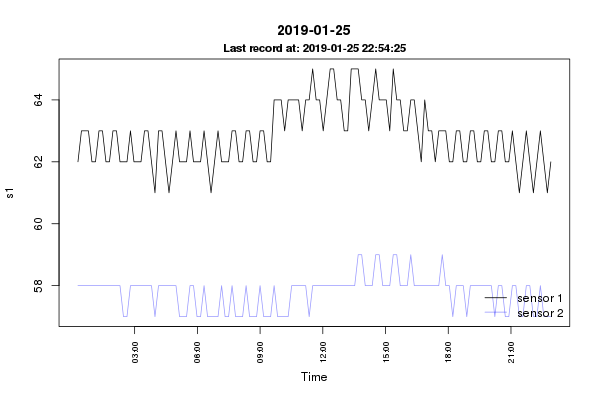 2019-01-25
Last record at: 2019-01-25 22:54:25
64
62
60
58
s1
sensor 1
sensor 2
03:00 06:00 09:00 12:00 15:00 18:00 21:00
Time